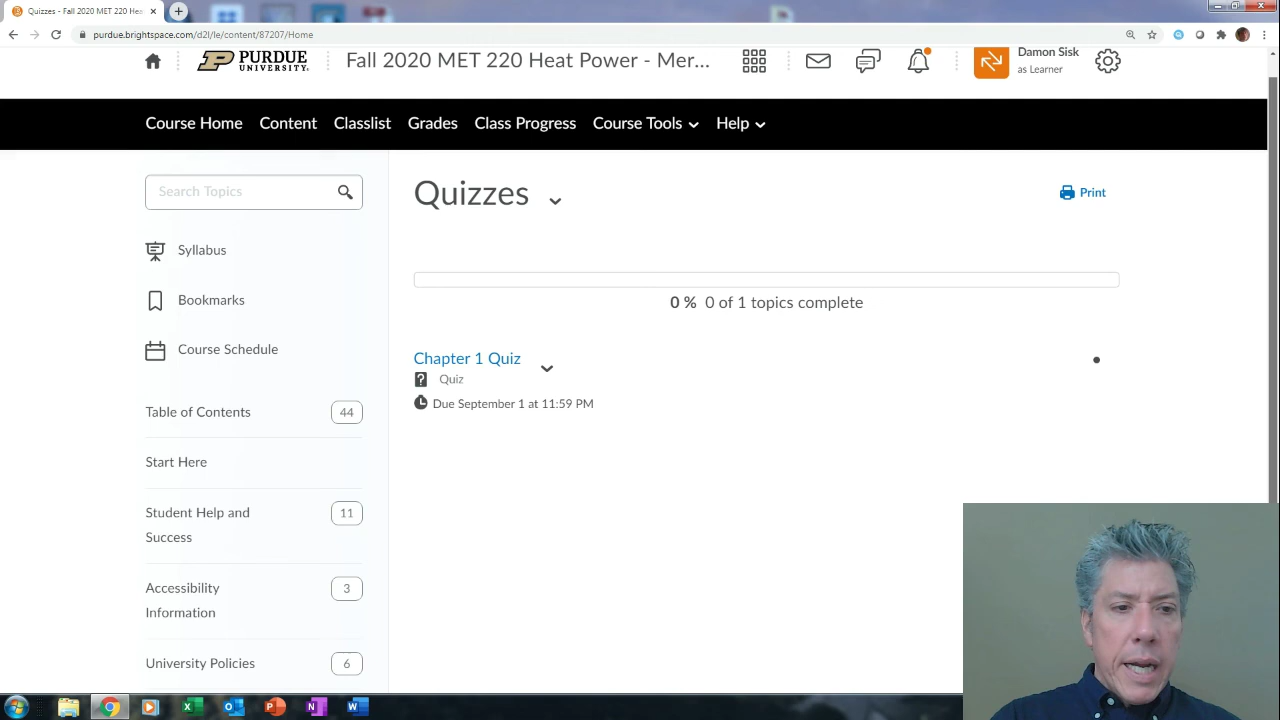 Quizzes - Fall 2020 MET 220 Hea
purdue.brightspace.com/d2l/le/content/87207/Home
PURDUE
UNIVERSITY
Fall 2020 MET 220 Heat Power - Mer...
Damon Sisk
as Learner
Course Home Content Classlist Grades Class Progress Course Tools Help
Search Topics
Syllabus
Bookmarks
Course Schedule
Table of Contents 44
Start Here
Student Help and
Success
11
Accessibility
Information
3
University Policies 6
Quizzes
Print
0 % 0 of 1 topics complete
Chapter 1 Quiz
Quiz
Due September 1 at 11:59 PM